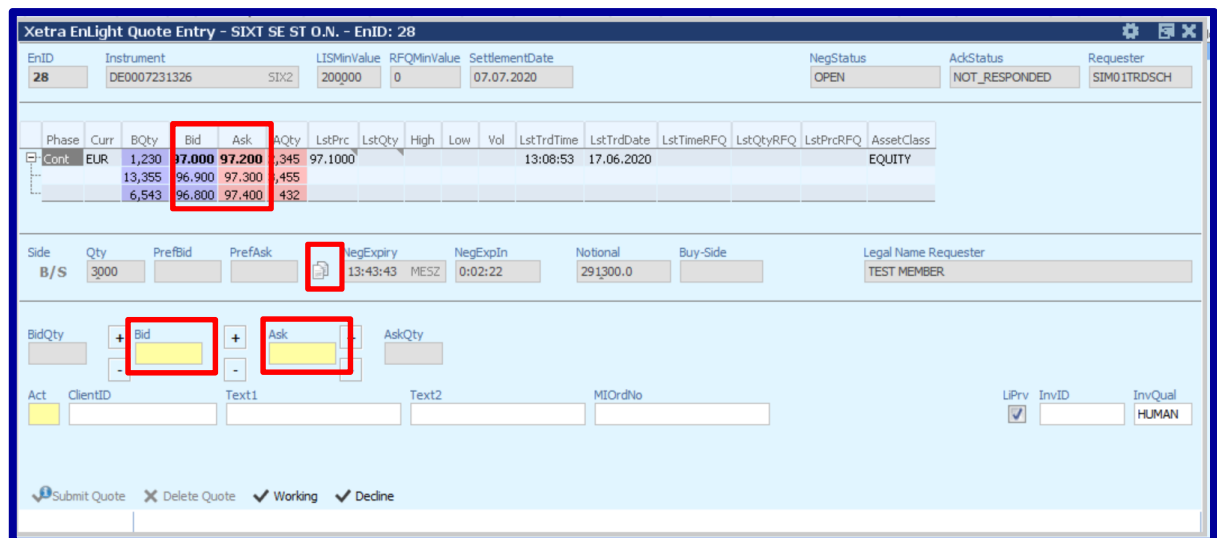 Xetra EnLight Quote Entry - SIXT SE ST O.N. - EnID: 28
EnID Instrument LISMinValue RFQMinValue SettlementDate NegStatus AckStatus Requester
28 DE0007231326 SIX2 200000 0 07.07.2020 OPEN NOT_RESPONDED SIM01TRDSCH
Phase Curr BQty Bid Ask AQty LstPrc LstQty High Low Vol LstTrdTime LstTrdDate LstTimeRFQ LstQtyRFQ LstPrcRFQ AssetClass
Cont EUR 1,230 97.000 97.200 ,345 97.1000 13:08:53 17.06.2020 EQUITY
13,355 96.900 97.300 ,455
6,543 96.800 97.400 432
Side Qty PrefBid PrefAsk NegExpiry NegExpIn Notional Buy-Side Legal Name Requester
B/S 3000 13:43:43 MESZ 0:02:22 291300.0 TEST MEMBER
BidQty + Bid + Ask AskQty
- -
Act ClientID Text1 Text2 MIOrdNo LiPrv InvID InvQual
HUMAN
Submit Quote Delete Quote Working Decline